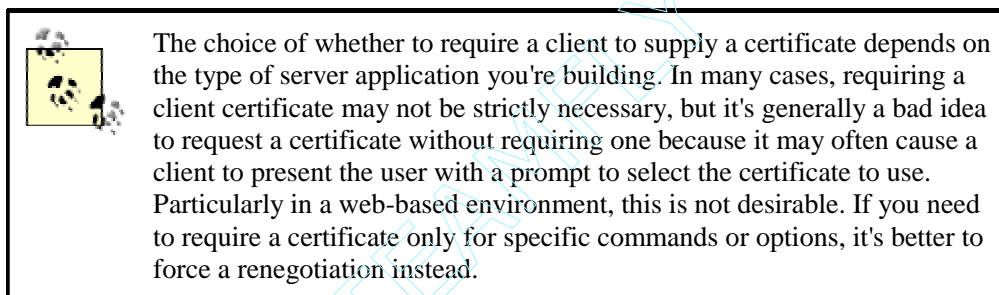 The choice of whether to require a client to supply a certificate depends on
the type of server application you're building. In many cases, requiring a
client certificate may not be strictly necessary, but it's generally a bad idea
to request a certificate without requiring one because it may often cause a
client to present the user with a prompt to select the certificate to use.
Particularly in a web-based environment, this is not desirable. If you need
to require a certificate only for specific commands or options, it's better to
force a renegotiation instead.